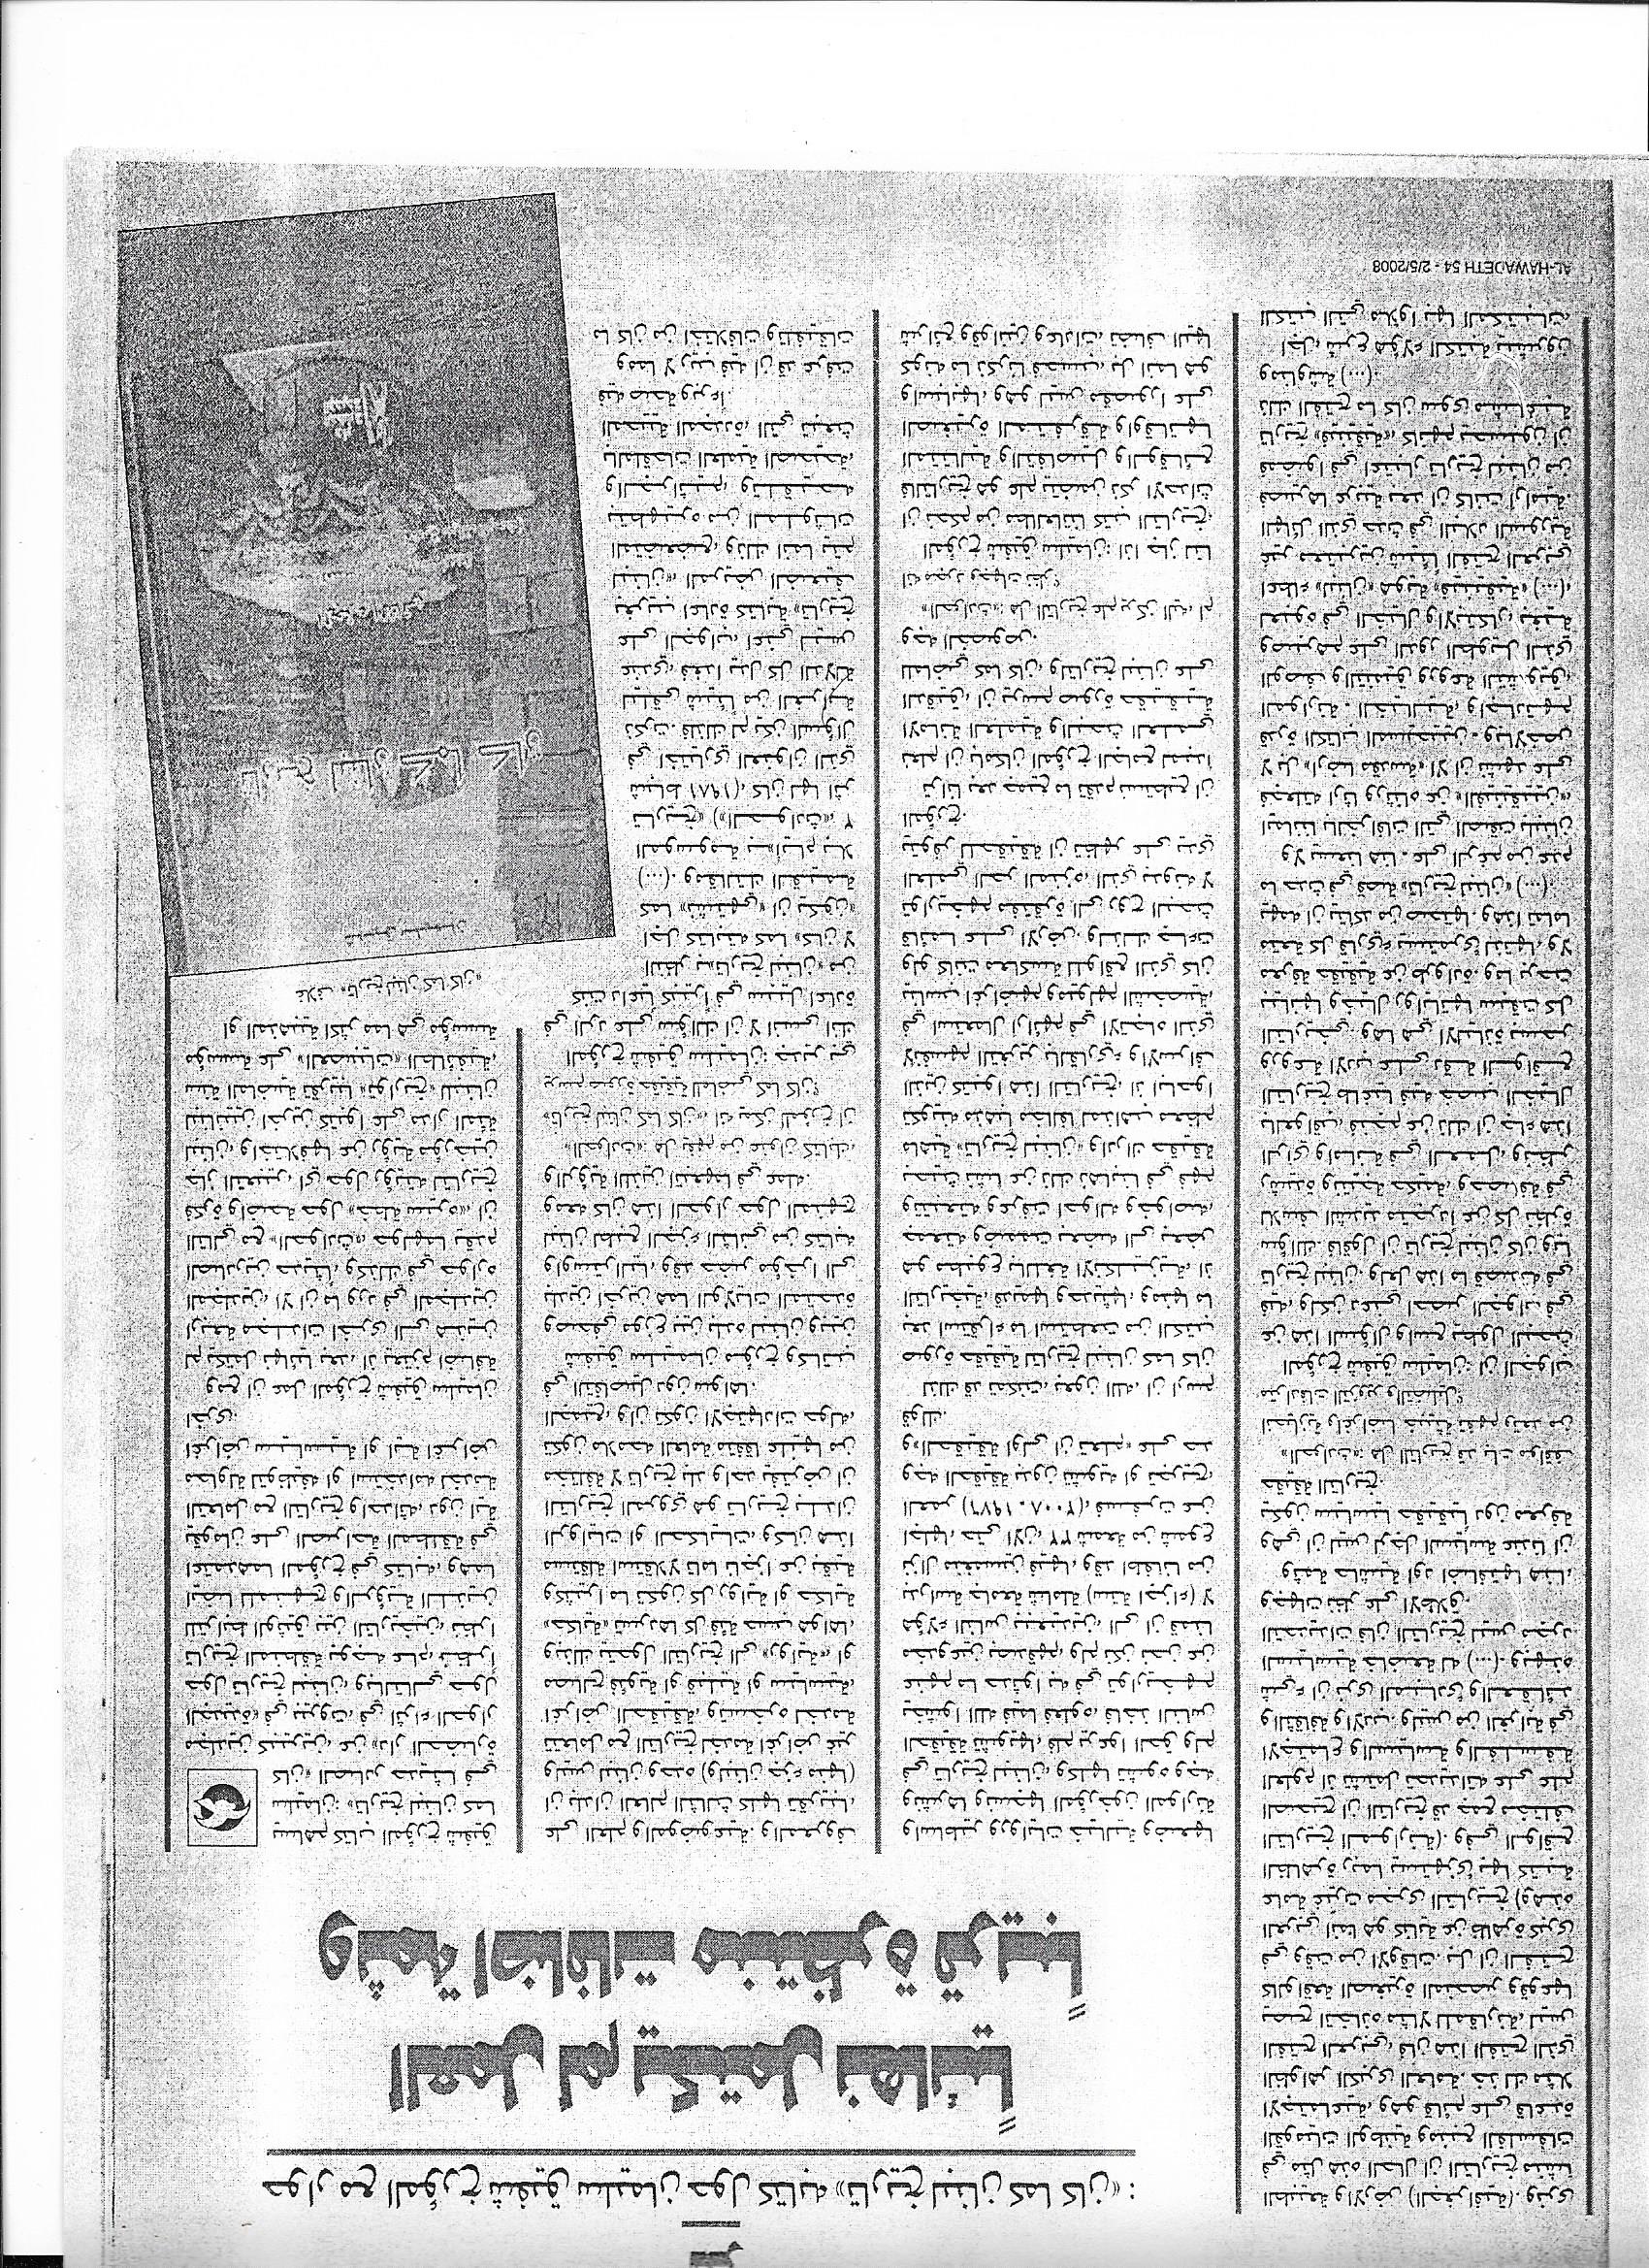 حوار مع المؤرخ شفيق سليمان حول كتابه «تاريخ لبنان كما كان» :
العمل لم يكتمل نهائياً
وثمة اضافات منتظرة قريباً
يساهم كتاب المؤرخ شفيق
سليمان: «تاريخ لبنان كما
كان» الصادر حديثا في
مجلدين كبيرين، عن «دار الحضارة
الجديدة» في بيروت، في اثراء الحوار
حول تاريخ لبنان، وبالتالي حول
تاريخ المنطقة بوجه عام، نظراً
للترابط الوثيق بين التاريخين، نظرا
ايضا للمنهج والرؤية اللذين
اعتمدهما المؤرخ في كتابه، وهما
يقومان على الصراحة المطلقة في
التعامل مع التاريخ واحداثه، دون اية
محاولة لتوظيفه او استخدامه لخدمة
اغراض سياسية او اية اغراض
اخرى.
ومع ان عمل المؤرخ شفيق سليمان
لم يكتمل نهائيا بعد، اذ يعتزم اضافة
اربعة مجلدات اخرى الى هذين
المجلدين، الا ان ما ورد في المجلدين
الصادرين حديثاً، وكذلك في حواره
التالي مع «الحوادث»، حولهما يقدم
فكرة واضحة حول «خطة سيره»، ان
جاز التعبير، اي حول رؤيته لتاريخ
لبنان، واختلافها عن رؤية مؤرخين
لبنانيين اخرين كتبوا على مدار المئة
سنة الماضية تقريبا «تواريخ» للبنان
مؤسسة على «العصبيات» الطائفية،
او المذهبية اكثر مما هي مؤسسة
غلاف «تاريخ لبنان كما كان»
شفيق سليمان
تاريخ لبنان كما كان
الجزء الثاني
على العلم والموضوعية. والمعروف
ان بلدان العالم الثالث كلها تقريبا،
وليس لبنان وحده (ولبنان جزء منها)
تتعامل مع التاريخ لخدمة اغراض غير
اغراض الحقيقة، وتسخره لخدمة
مصالح فئوية او قبلية او سياسية،
وبذلك يتحول التاريخ الى «رواية»، او
«حكاية» تسردها كل فئة حسب هواها،
وكثيرا ما تكون كل رواية او حكاية
مستقلة استقلالا تاما ناجزا عن بقية
الروايات او الحكايات، وكأن هذا
التاريخ المروي هو تاريخ بلدان
مختلفة لا تاريخ بلد واحد يفترض ان
تكون ملامحه العامة متفقا عليها من
الجميع، وان تكون الاجتهادات حوله،
في التفاصيل دون سواها.
شفيق سليمان مؤرخ وكاتب
وصحفي موزع بين بلده لبنان وبين
بلدين اخرين هما الولايات المتحدة
واوستراليا، وقد حضر مؤخرا الى
لبنان لطبع الجزء الثاني من كتابه
ومعه كان هذا الحوار حول المنهج
والرؤية اللذين اتبعهما في عمله.
«الحوادث»: هل يفهم من عنوان كتابك،
«تاريخ لبنان كما كان»، انه يمكن للمؤرخ ان
يرسم صورة حقيقية للماضي كما كان؟
المؤرخ شفيق سليمان: جدير بي
في الرد على سؤالك ان لا انسى انك
كنت داعياً كبيراً في سبيل اعادة
النظر بـ«تاريخ لبنان» من
اجل كتابته كما «كان لا
كما «نشتهي» ان يكون»
(...). ومقالتك القيمة
الموسومة بـ«أيام بلا
تاريخ» («الحوادث»، ٢
شباط ١٩٨١)، كان لها اثر
في اختياري العنوان الذي
ذكرت. فلذلك لم يكن السؤال
ليلقى شيئاً من الغرابة
عندي، فغدا يدل كل الدلالة
على الجواب، اعني ليس
بغريب اعادة كتابة «تاريخ
لبنان»، المريض الضعيف
المتضعضع، وذلك انما يتم
بتطهيره من الملوثات
والجراثيم، وتلقيحه
بالملقحات العلمية الصحيحة،
المحيية المجددة، التي تبعث
فيه صحة وبرءاً.
ومما لا ريب فيه ان قد عرفت
ما كان من اختلافات وتلفيقات
واساطير وروايات خيالية وضعها
ونشرها ونسجها المؤرخون الموارنة
في تاريخ لبنان، وكلها تشوه وجه
الحقيقة تشويها، فلم يرعوا الحق ولم
يخشوا الله فيما فعلوه، فاخذ الناس
عنهم ما حدثوا به في تواريخهم
مخدوعين بصدقهم، ولم نكن نحن عن
هؤلاء الناس ببعيدين، الى ان قمنا
بدراسة جامعة شاملة (ستة اجزاء) لا
نزال منغمسين فيها، وقد اطفأنا من
اجلها، حتى الان، ٣٢ شمعة من شموع
العمر (١٩٧٦ - ٢٠٠٨)، فسفرت عن
وجه الحقيقة بدون تشويه او تجريح،
و«الحقيقة اولى ان تعلم» على حد
قولك.
لذلك قد تمكنت، بعون الله، ان ارسم
صورة حقيقية لتاريخ لبنان كما كان
بعد استقراء ما استطعت من الكتب
التاريخية، قديمها وحديثها، ومنها ما
هو مطبوع باللغة الانكليزية، اذ
جمعته وضممت بعضه الى بعض
وتتبعته وعرفت احواله وخواصه،
بحيث نشأ عن ذلك ذهابنا في فهم
ماهية «تاريخ لبنان» وادراك حقيقة
تكوينه مذهبا مخالفا لمذاهب معظم
الذين كتبوا هذا التاريخ، اذ اباحوا
لأنفسهم التغرير بالقاريء والاسراف
في استعمال آرائهم في الاتجاه الذي
يناسب اغراضهم وميولهم الشخصية،
ولو كانت معاكسة للواقع الذي كان
قائما على الارض. ولذلك جاءت
تواريخهم مفتقرة الى روح البحث
العلمي الحر المنزه، الذي بدونه لا
يتوفر للحقيقة ان تظهر على يدي
المؤرخ.
ترانا بعد جميع ما تقدم نستطيع ان
نعلم ان بامكان المؤرخ الجامع لمبدأ
الامانة العلمية والبحث العلمي
الدقيق، ان يرسم صورة حقيقية
للماضي كما كان، ولتاريخ لبنان على
وجه الخصوص.
«الحوادث»: هل التاريخ علم يركن اليه، ام
انه مجرد وجهات نظر؟
المؤرخ شفيق سليمان: اذا جاز لنا
ان نحكم من مطالعاتنا كتب التاريخ،
فالتاريخ هو علم يتضمن ذكر الاحداث
المتتالية والتفاصيل والوقائع
الصغيرة المتفرقة واوقاتها
واسبابها، وهو ليس مقصورا على
كونه ما ذكرنا فحسب، بل انما هو
شرائع وقوانين وعادات، تضاف اليها
الطبيعة والارض (الجغرافية). ونرى
في مثل هذه الحال ان التاريخ منشأ
القوميات الوطنية ومنبع الفلسفات
الاجتماعية، وهو قائم على قاعدة
الظواهر الكبرى العامة. خذ لك مثلا
الفتح العربي، فأن هذا الفتح الذي
يصح اتخاذه مثالا للمقارنة، ليس
كالواقعة الصغيرة المنحصر وقوعها
في وقت من الاوقات. بل ان الفتح
العربي انما هو كناية عن ظاهرة كبرى
عامة غيّرت مجرى التاريخ (وهذه
الظاهرة ربما يستهزئ بها كتبة
التاريخ الموارنة). وفي الواقع
الصحيح ان التاريخ قد جمع مختلف
العلوم اذ تشتمل تحديداته على علم
الاجتماع والسياسة والفلسفة
والثقافة والادب. وليس من الغرابة في
شيء ان نرى المبادئ والعقائد
السياسية خاضعة له (...). وبهذه
التحديدات فان التاريخ ليس مجرد
وجهات نظر على الاطلاق.
وثمة حاشية اود اضافتها هنا،
وهي ان ليس لرجل السياسة عندنا ان
يكون سياسيا حقيقياً دون معرفة
حقيقة التاريخ.
«الحوادث»: هل التاريخ قد بات مواقف
انحيازية واغراضا خبيثة تفهم وتعد من
مترادفات التزوير والتضليل؟
المؤرخ شفيق سليمان: ان الجواب
عن هذا السؤال واسع يطول البحث
فيه، ولكن دعني احصر الجواب في
تاريخ لبنان. ولعل هذا ما قصدته في
سؤالك. فأقول ان تاريخ لبنان كان ويا
للاسف الشديد متجرداً عن كل نظرة
رشيدة ونتيجة حكيمة، وحصافة في
الرأي وامانة في العمل، ونظر
بالعواقب، فنجم عن ذلك ان جاء هذا
التاريخ طاغيا فيه خصب الخيال
وروعة الادب على دقة الواقع
التاريخي. وها هي الالياذة بسحر
بيانها وخيال رواياتها سبقت كل
معرفة حقيقية عن طروادة. وما برحت
متعة كل قاريء يستمرئ لذتها، ولا
يهمه ان يتأكد من صحتها. وهذا تماما
ما حدث في قصة «تاريخ لبنان» (...).
ولا يسعنا هنا - على الرغم من عدم
ايماننا بالخرافات التي الصقت بلبنان
فجعلته ارثا ورثناه عن «الفينيقيين»،
لا بل «ارضا مقدسة» الا ان نشهد على
قدرة الكتاب المسيحيين - وبالاخص
الموارنة - الخيالية، واجادتهم
الوصف والتنميق وروعة التشويق،
وصبرهم على الدور الطويل الذي
لعبوه في الخيال والابتكار، بغية
اعطاء «لبنان» هوية «فينيقية» (...)،
غير معتبرين شيئاً الفتح العربي
الهائل الذي حدث في البلاد السورية
فصيرها عربية بعد ان كانت آرامية.
فمضوا في اعتبار تاريخ لبنان من
تاريخ «فينيقية»، كأنهم يحسبون ان
ذلك الفتح ما كان سوى مشاغبة
ومناوشة (...).
اجل، شرع هؤلاء الكتبة ينشرون
الكتب التي ملأوا بها المكتبات،
AL-HAWADETH 54 - 2/5/2008